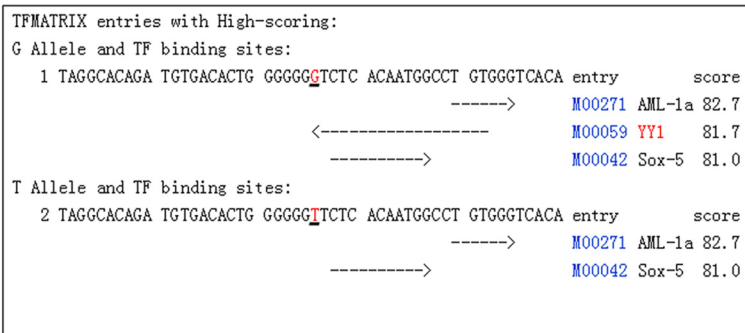 TFMATRIX entries with High-scoring:
G Allele and TF binding sites:
1 TAGGCACAGA TGTGACACTG GGGGGGTCTC ACAATGGCCT GTGGGTCACA entry score
------> M00271 AML-1a 82.7
<------------------ M00059 YY1 81.7
----------> M00042 Sox-5 81.0
T Allele and TF binding sites:
2 TAGGCACAGA TGTGACACTG GGGGGTTCTC ACAATGGCCT GTGGGTCACA entry score
------> M00271 AML-1a 82.7
----------> M00042 Sox-5 81.0